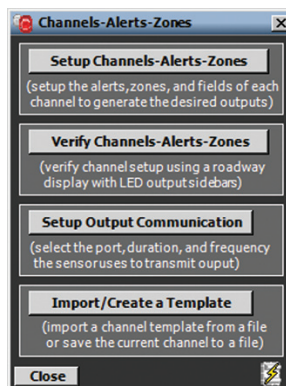 Channels-Alerts-Zones
Setup Channels-Alerts-Zones
(setup the alerts,zones, and fields of each
channel to generate the desired outputs)
Verify Channels-Alerts-Zones
(verify channel setup using a roadway
display with LED output sidebars)
Setup Output Communication
(select the port, duration, and frequency
the sensor uses to transmit ouput)
Import/Create a Template
(import a channel template from a file
or save the current channel to a file)
Close